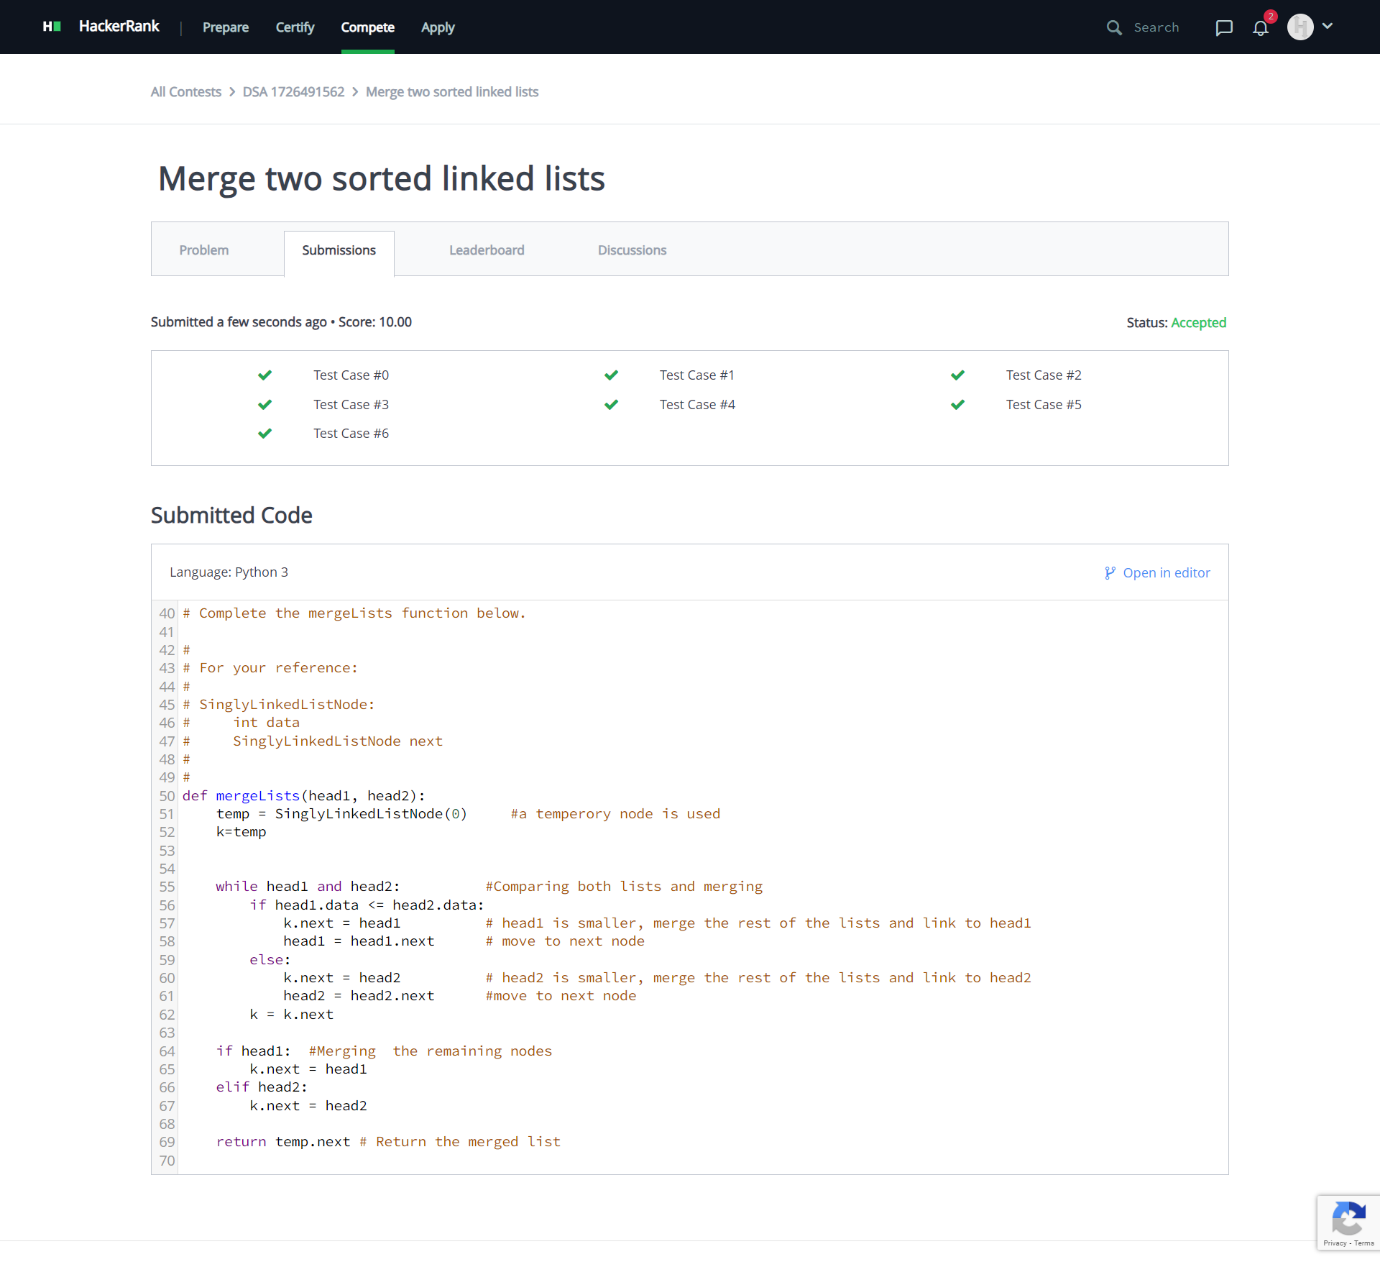 HackerRank | Prepare Certify Compete Apply Search 2
All Contests > DSA 1726491562 > Merge two sorted linked lists
Merge two sorted linked lists
Problem Submissions Leaderboard Discussions
Submitted a few seconds ago • Score: 10.00 Status: Accepted
Test Case #0 Test Case #1 Test Case #2
Test Case #3 Test Case #4 Test Case #5
Test Case #6
Submitted Code
Language: Python 3 Open in editor
40 # Complete the mergeLists function below.
41
42 #
43 # For your reference:
44 #
45 # SinglyLinkedListNode:
46 #     int data
47 #     SinglyLinkedListNode next
48 #
49 #
50 def mergeLists(head1, head2):
51     temp = SinglyLinkedListNode(0)     #a temperory node is used
52     k=temp
53
54
55     while head1 and head2:          #Comparing both lists and merging
56         if head1.data <= head2.data:
57             k.next = head1          # head1 is smaller, merge the rest of the lists and link to head1
58             head1 = head1.next      # move to next node
59         else:
60             k.next = head2          # head2 is smaller, merge the rest of the lists and link to head2
61             head2 = head2.next      #move to next node
62         k = k.next
63
64     if head1:  #Merging  the remaining nodes
65         k.next = head1
66     elif head2:
67         k.next = head2
68
69     return temp.next # Return the merged list
70
Privacy - Terms